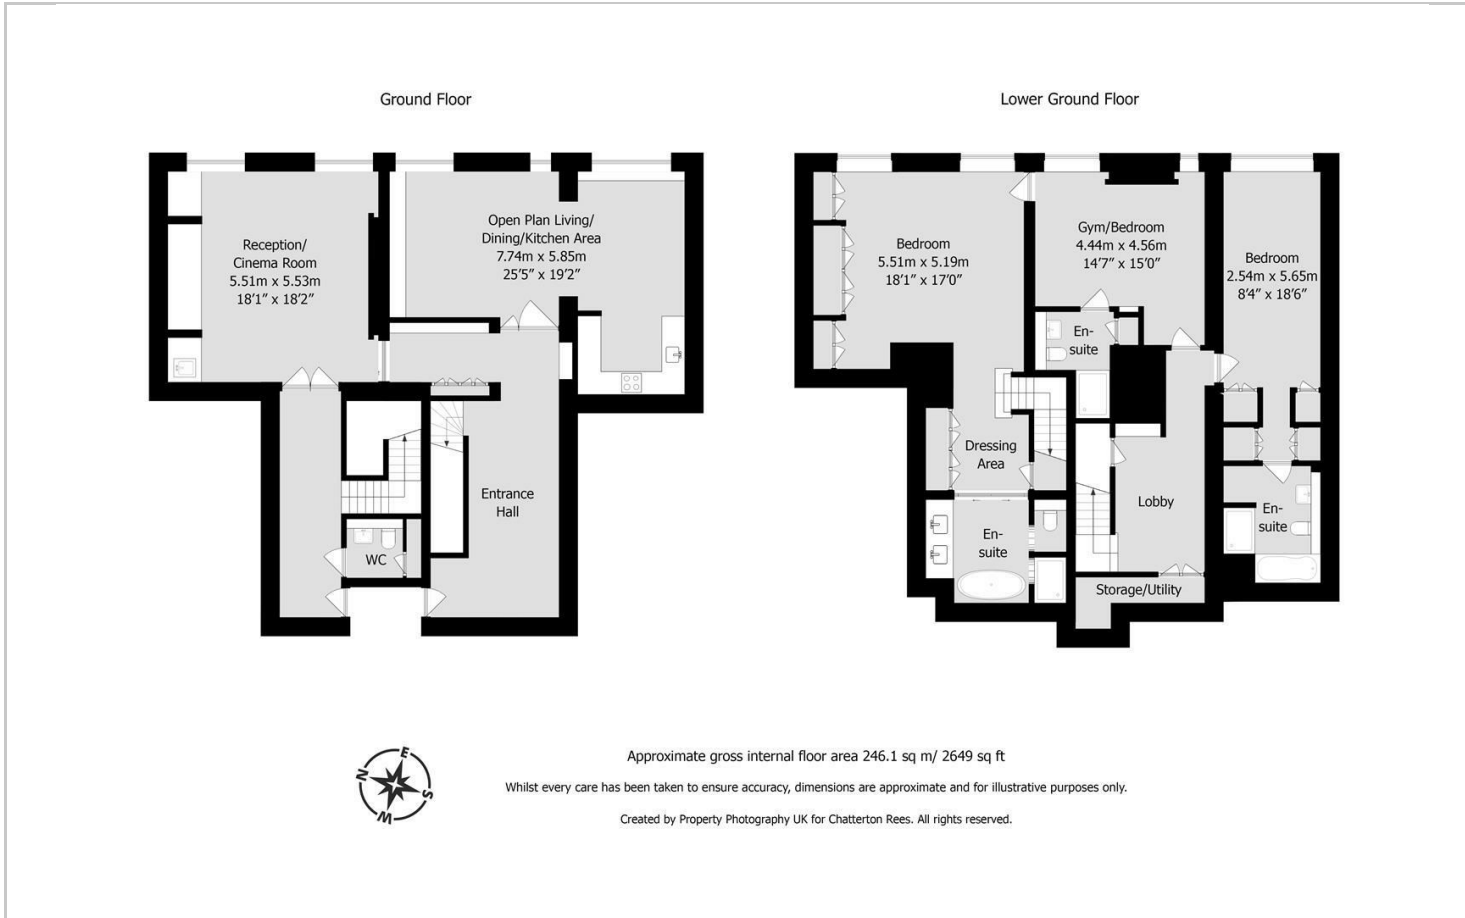 Ground Floor
Lower Ground Floor
Reception/
Cinema Room
5.51m x 5.53m
18'1" x 18'2"
Open Plan Living/
Dining/Kitchen Area
7.74m x 5.85m
25'5" x 19'2"
Entrance
Hall
WC
Bedroom
5.51m x 5.19m
18'1" x 17'0"
Gym/Bedroom
4.44m x 4.56m
14'7" x 15'0"
Bedroom
2.54m x 5.65m
8'4" x 18'6"
En-
suite
Dressing
Area
Lobby
En-
suite
En-
suite
Storage/Utility
N
E
S
W
Approximate gross internal floor area 246.1 sq m/ 2649 sq ft
Whilst every care has been taken to ensure accuracy, dimensions are approximate and for illustrative purposes only.
Created by Property Photography UK for Chatterton Rees. All rights reserved.